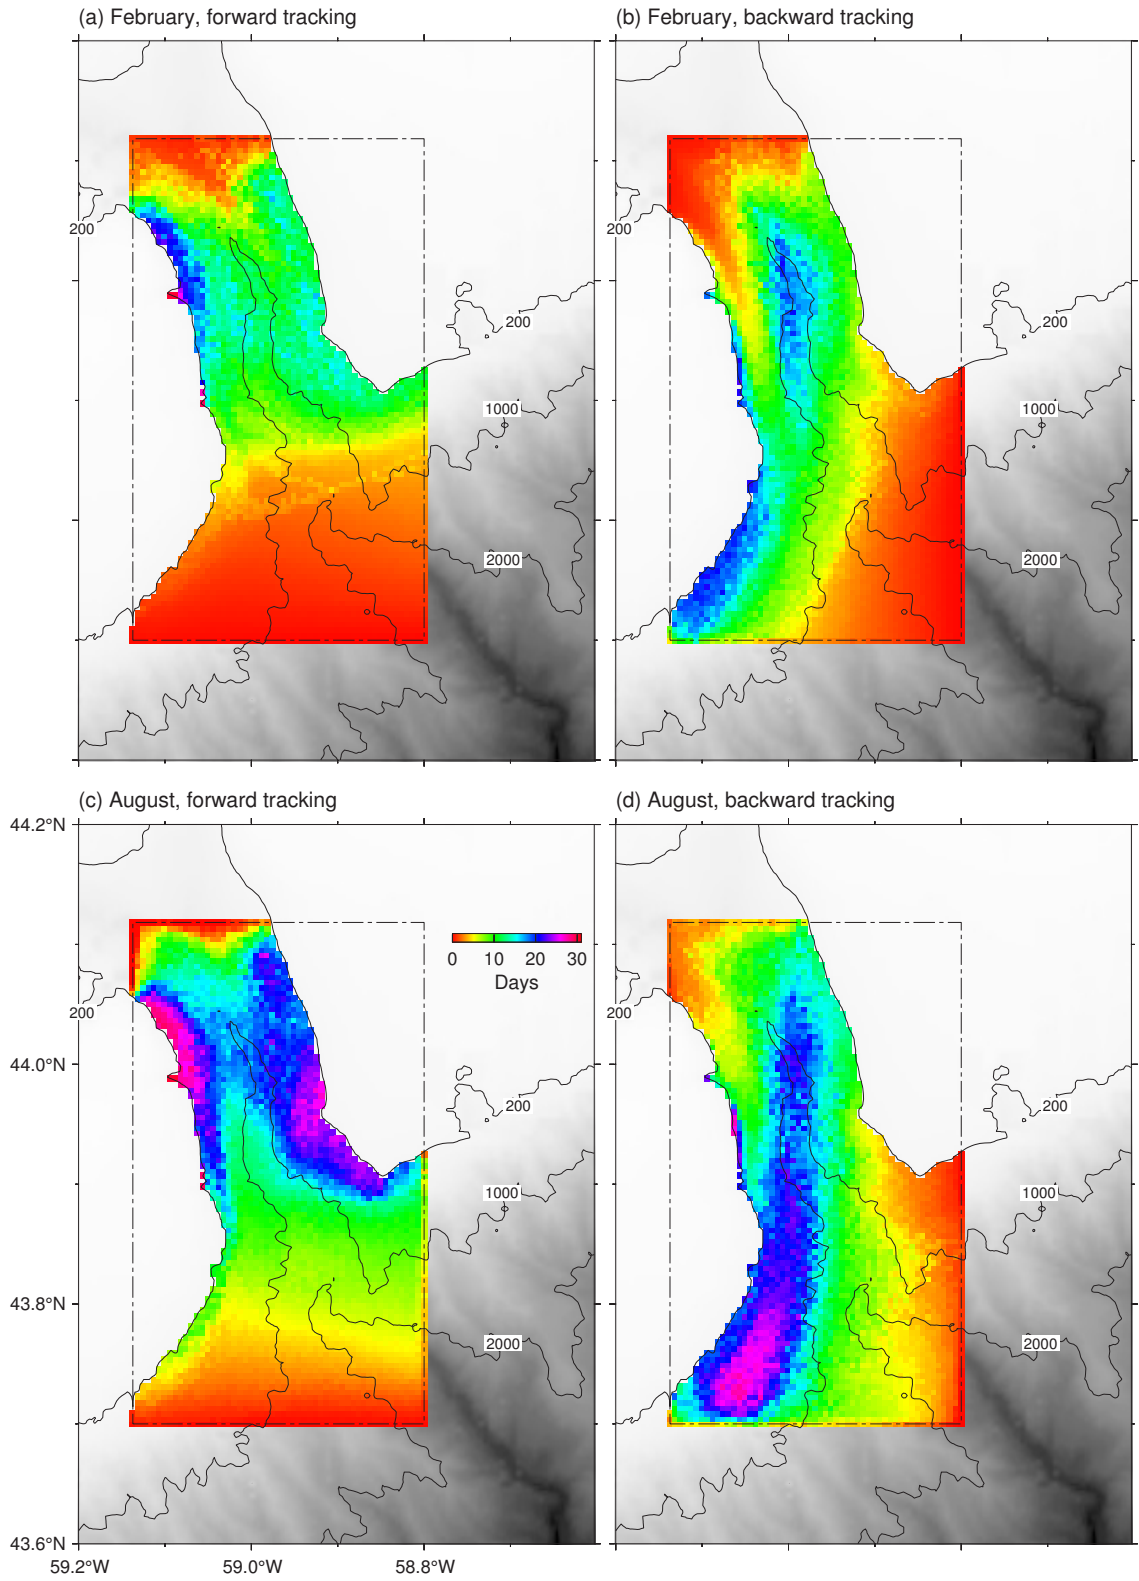 (a) February, forward tracking
(b) February, backward tracking
200
200
200
200
1000
1000
2000
2000
(c) August, forward tracking
(d) August, backward tracking
44.2°N
0 10 20 30
Days
200
200
44.0°N
200
200
1000
1000
43.8°N
2000
2000
43.6°N
59.2°W
59.0°W
58.8°W